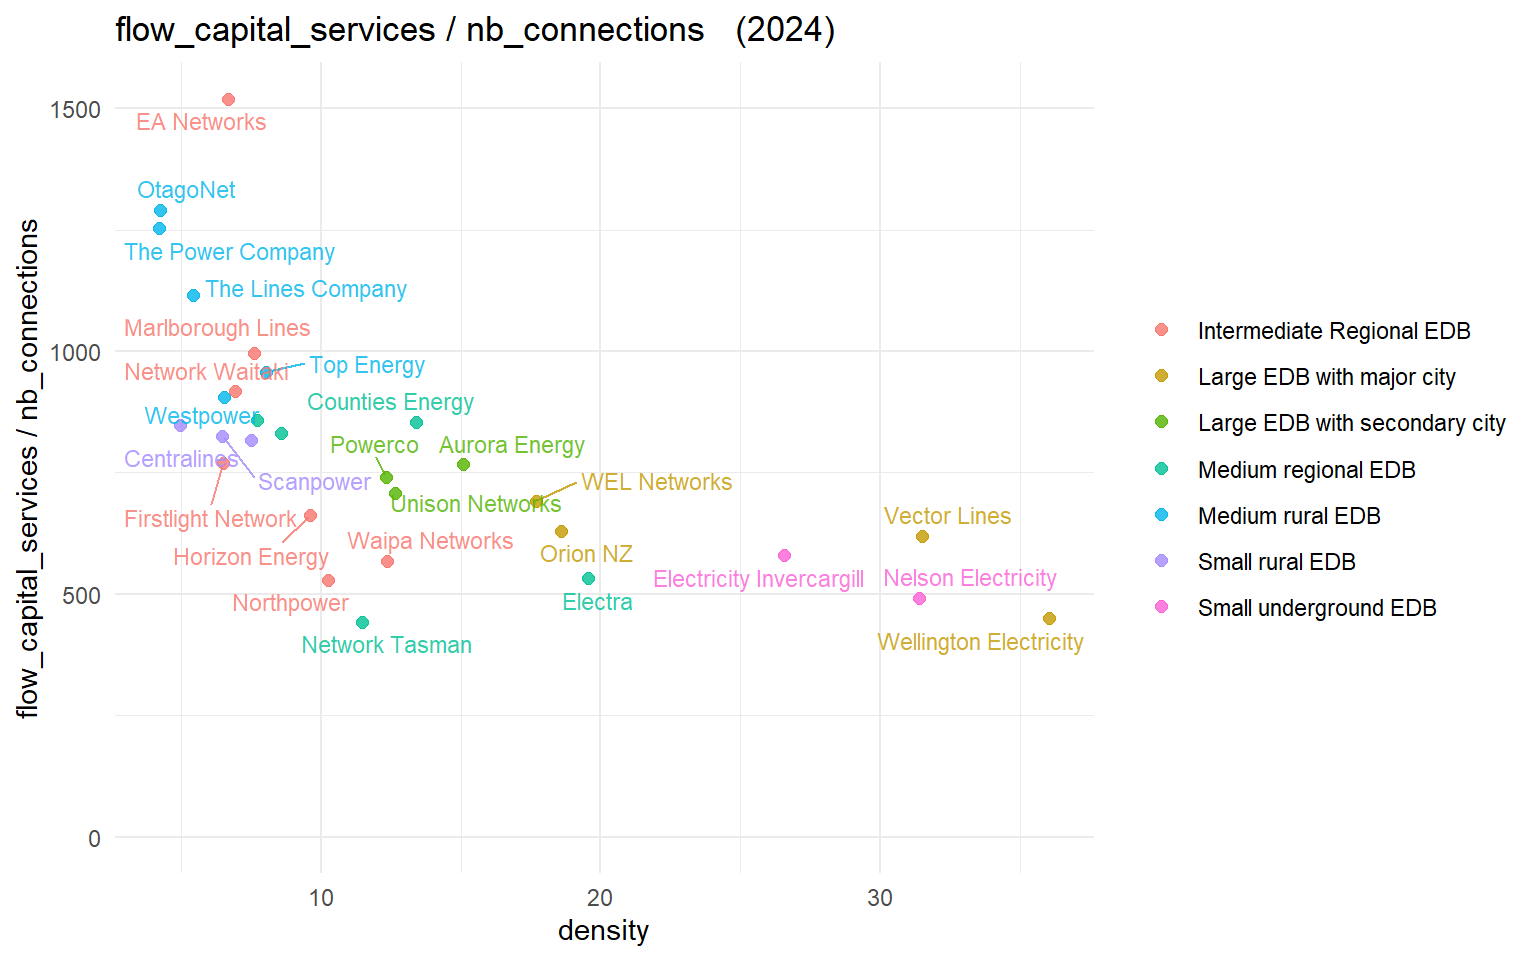 flow_capital_services / nb_connections (2024)
flow_capital_services / nb_connections
1500
1000
500
0
EA Networks
OtagoNet
The Power Company
The Lines Company
Marlborough Lines
Network Waitaki
Top Energy
Counties Energy
Westpower
Powerco
Aurora Energy
Centralines
Scanpower
WEL Networks
Unison Networks
Firstlight Network
Vector Lines
Waipa Networks
Horizon Energy
Orion NZ
Electricity Invercargill
Nelson Electricity
Northpower
Electra
Network Tasman
Wellington Electricity
10
20
30
density
Intermediate Regional EDB
Large EDB with major city
Large EDB with secondary city
Medium regional EDB
Medium rural EDB
Small rural EDB
Small underground EDB